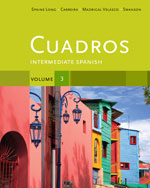 SPAINE LONG | CARREIRA | MADRIGAL VELASCO | SWANSON
CUADROS
INTERMEDIATE SPANISH
VOLUME 3